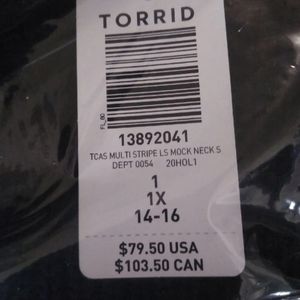 TORRID
FL_80
13892041
TCAS MULTI STRIPE LS MOCK NECK S
DEPT 0054 20HOL1
1
1X
14-16
$79.50 USA
$103.50 CAN